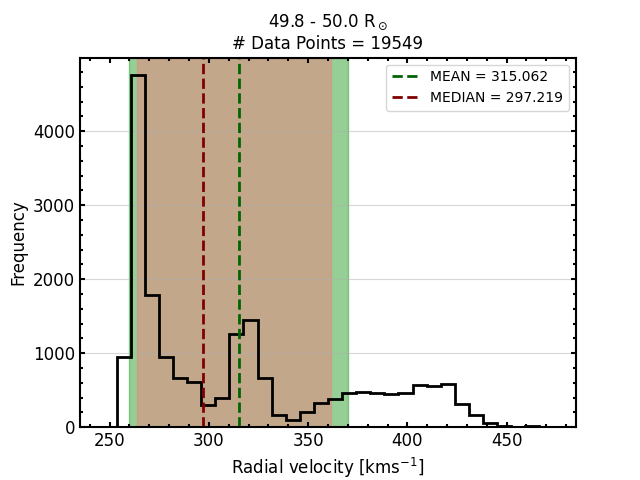 49.8 - 50.0 R⊙
# Data Points = 19549
MEAN = 315.062
MEDIAN = 297.219
Frequency
4000
3000
2000
1000
0
250 300 350 400 450
Radial velocity [kms⁻¹]